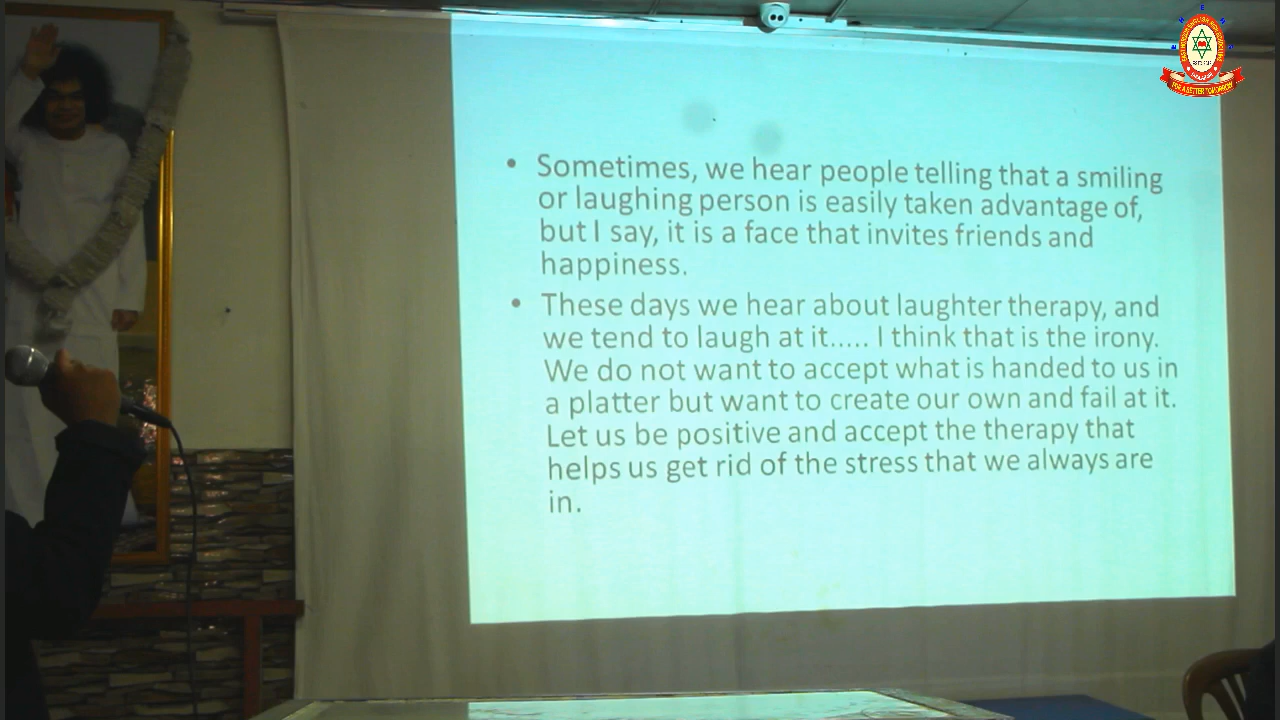 • Sometimes, we hear people telling that a smiling
or laughing person is easily taken advantage of,
but I say, it is a face that invites friends and
happiness.
• These days we hear about laughter therapy, and
we tend to laugh at it..... I think that is the irony.
We do not want to accept what is handed to us in
a platter but want to create our own and fail at it.
Let us be positive and accept the therapy that
helps us get rid of the stress that we always are
in.
FOR A BETTER TOMORROW